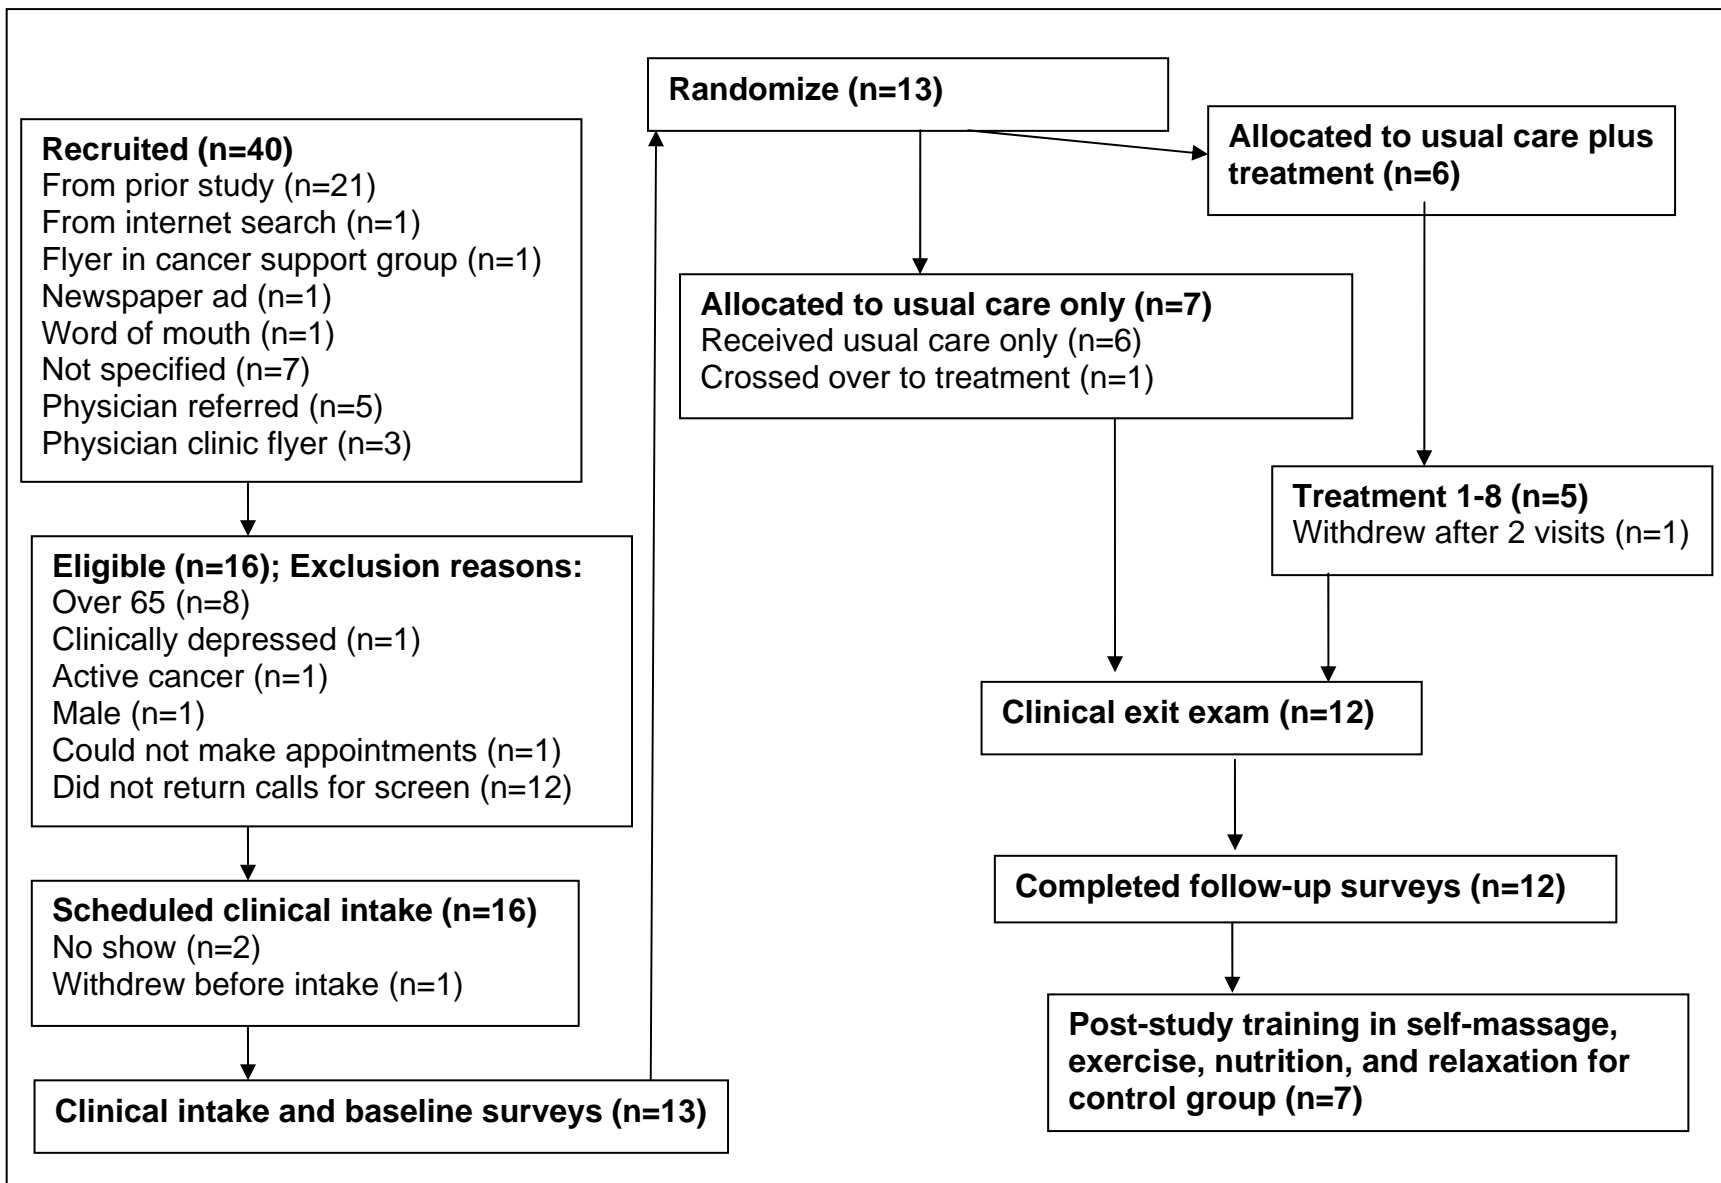 Recruited (n=40)
From prior study (n=21)
From internet search (n=1)
Flyer in cancer support group (n=1)
Newspaper ad (n=1)
Word of mouth (n=1)
Not specified (n=7)
Physician referred (n=5)
Physician clinic flyer (n=3)
Eligible (n=16); Exclusion reasons:
Over 65 (n=8)
Clinically depressed (n=1)
Active cancer (n=1)
Male (n=1)
Could not make appointments (n=1)
Did not return calls for screen (n=12)
Scheduled clinical intake (n=16)
No show (n=2)
Withdrew before intake (n=1)
Clinical intake and baseline surveys (n=13)
Randomize (n=13)
Allocated to usual care plus
treatment (n=6)
Allocated to usual care only (n=7)
Received usual care only (n=6)
Crossed over to treatment (n=1)
Treatment 1-8 (n=5)
Withdrew after 2 visits (n=1)
Clinical exit exam (n=12)
Completed follow-up surveys (n=12)
Post-study training in self-massage,
exercise, nutrition, and relaxation for
control group (n=7)